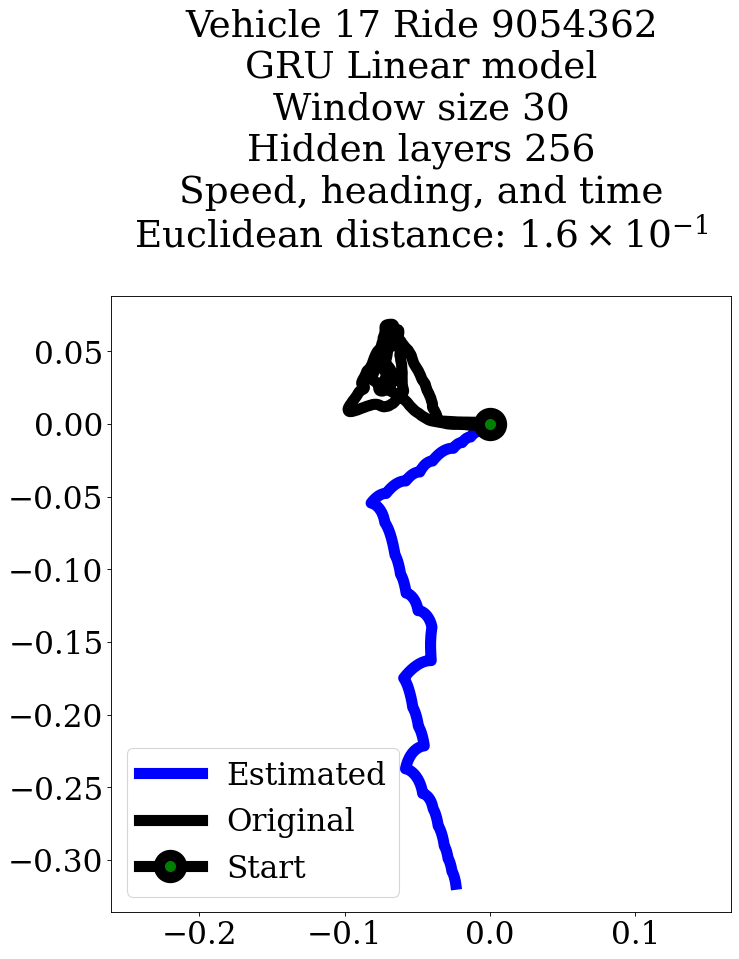 Vehicle 17 Ride 9054362
GRU Linear model
Window size 30
Hidden layers 256
Speed, heading, and time
Euclidean distance: 1.6 × 10⁻¹
0.05
0.00
−0.05
−0.10
−0.15
−0.20
−0.25
−0.30
Estimated
Original
Start
−0.2
−0.1
0.0
0.1